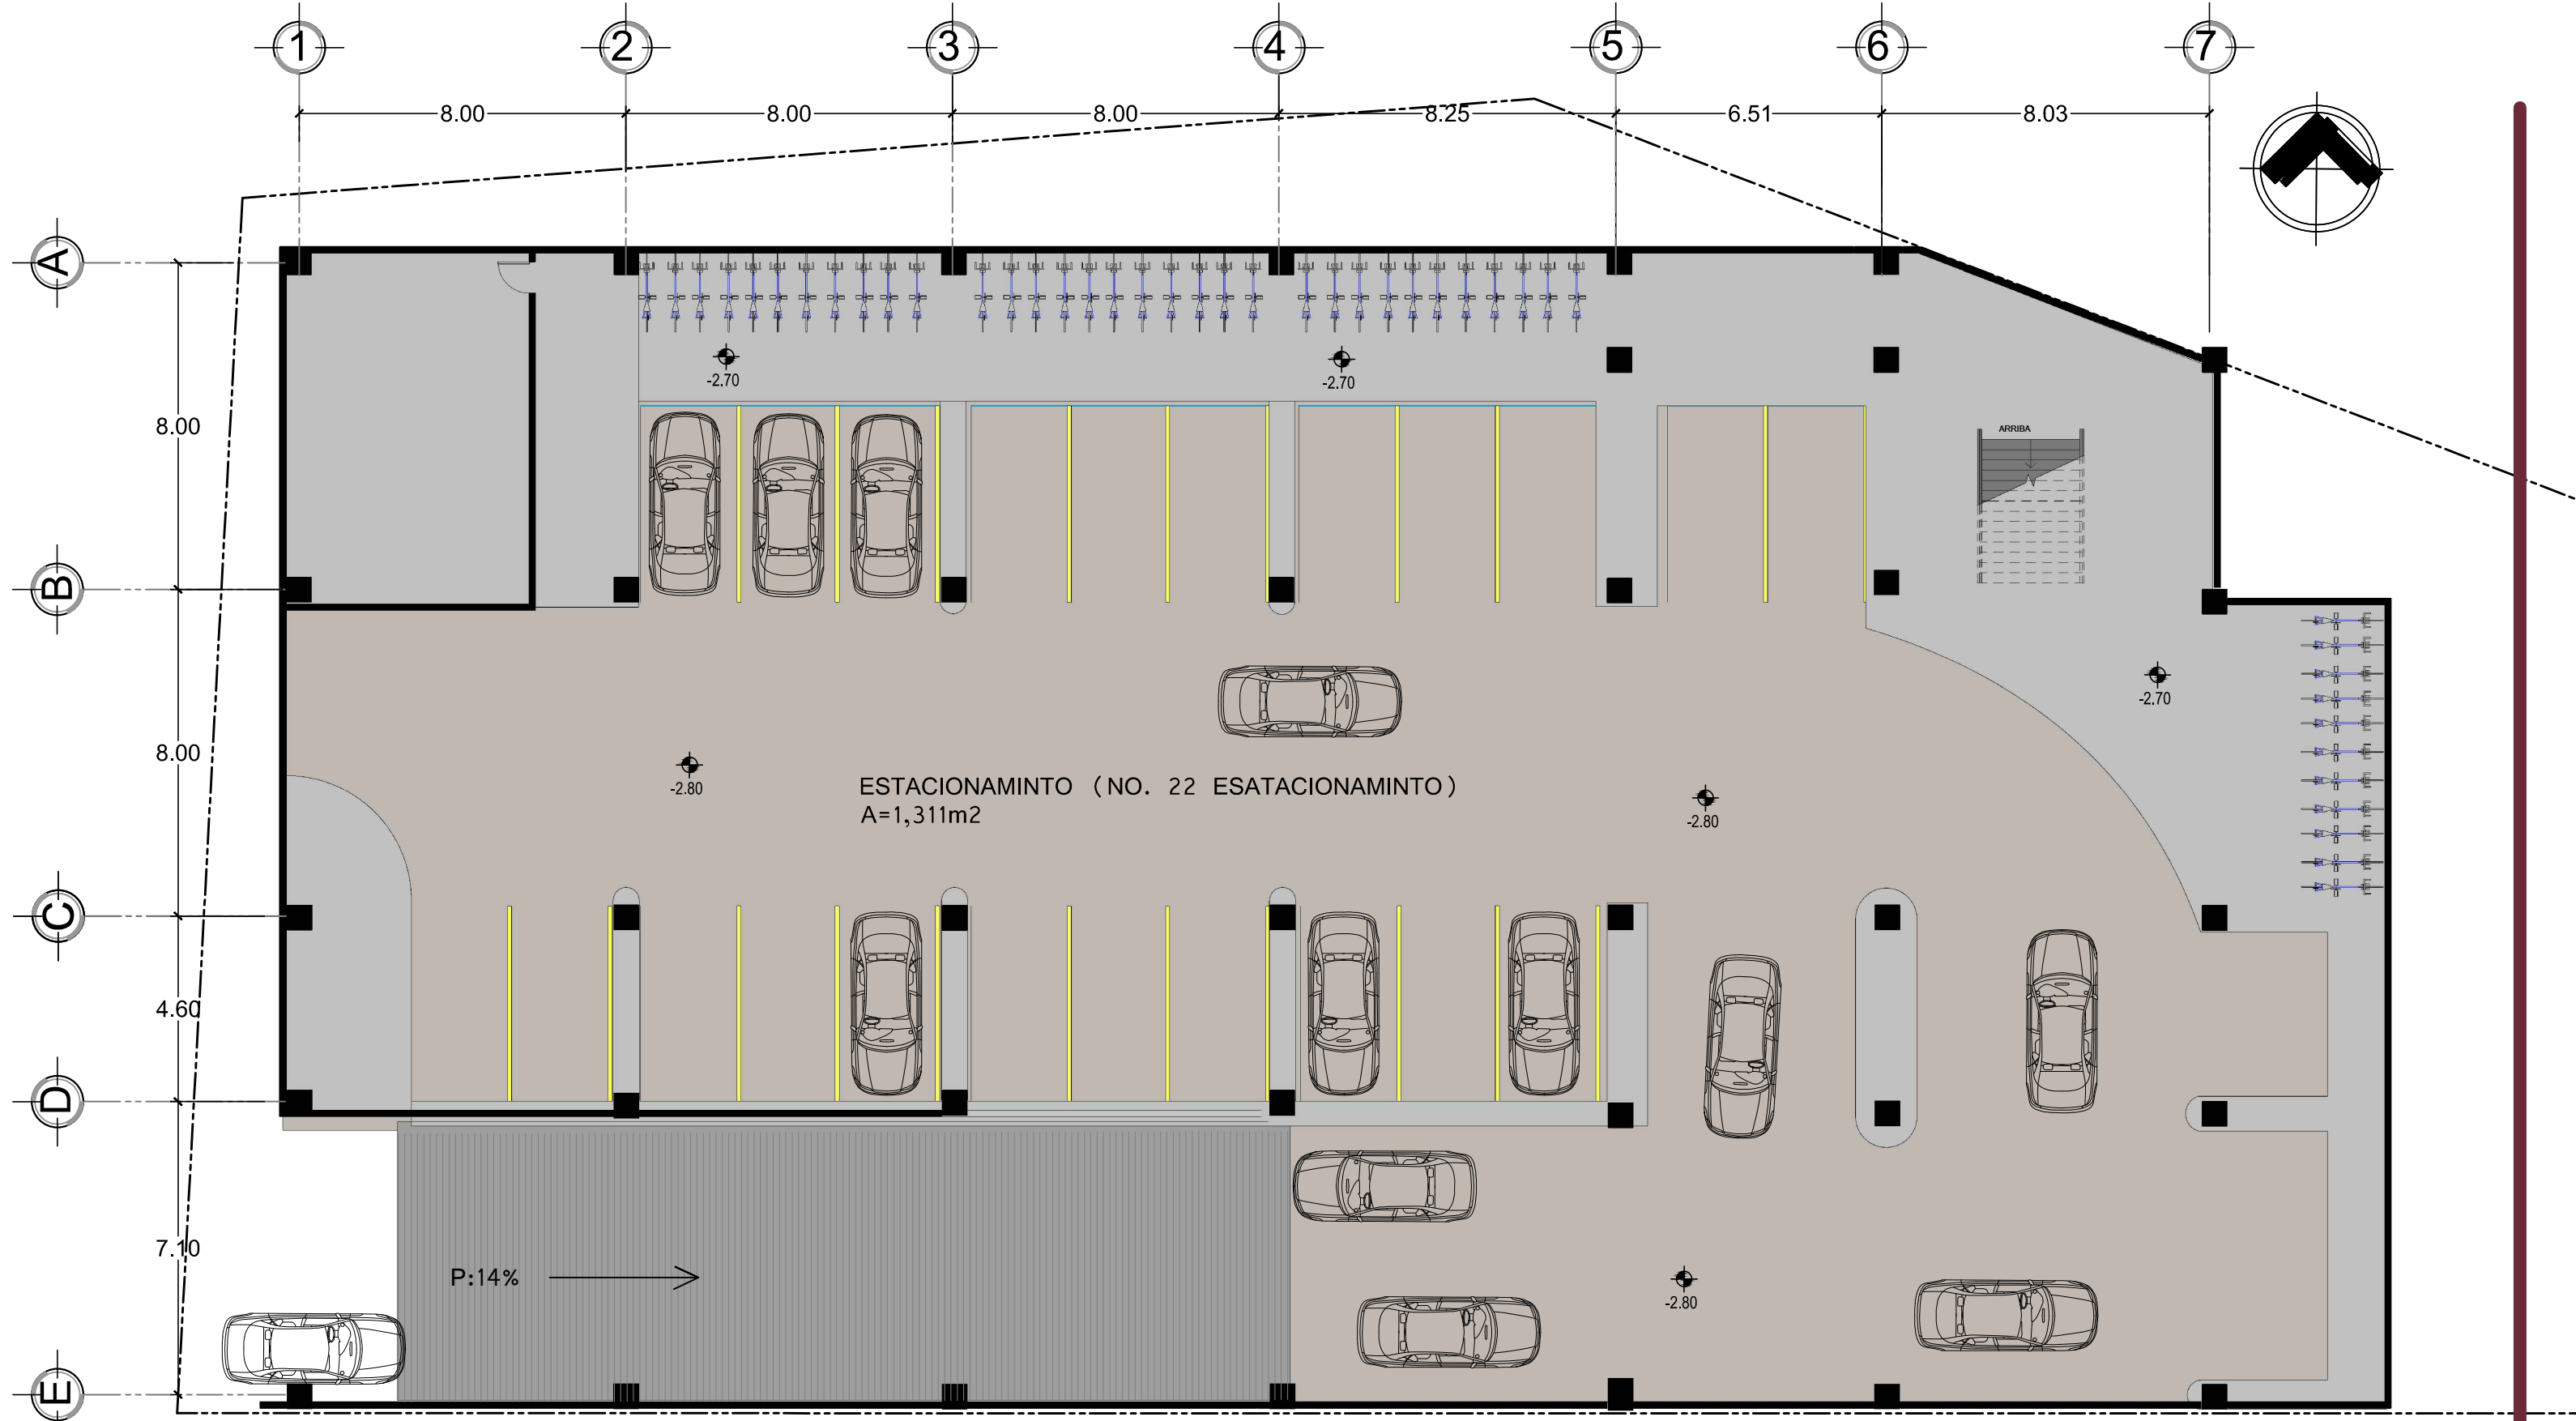 1 2 3 4 5 6 7
8.00 8.00 8.00 8.25 6.51 8.03
A
-2.70 -2.70
8.00
ARRIBA
B
-2.70
8.00
-2.80
ESTACIONAMINTO (NO. 22 ESATACIONAMINTO)
A=1,311m2
-2.80
C
4.60
D
7.10
P:14%
-2.80
E